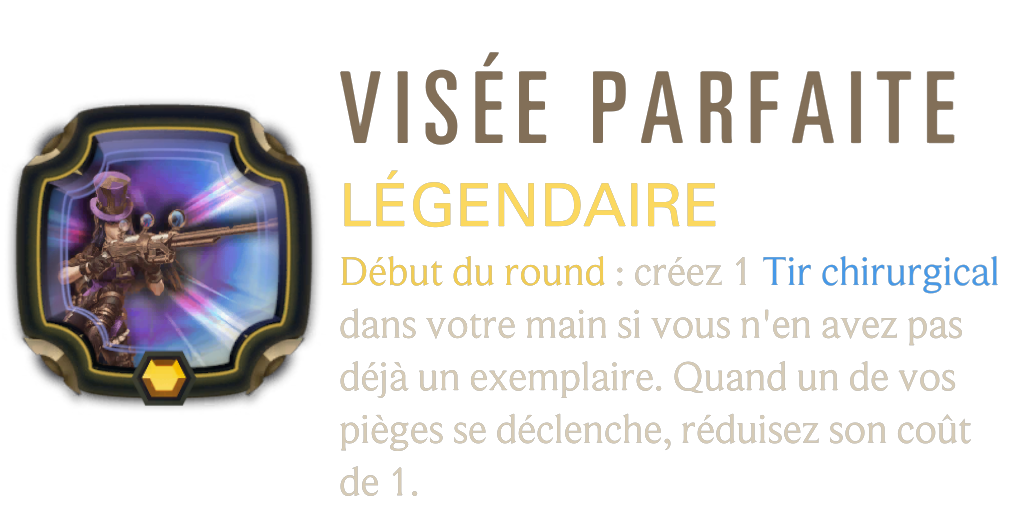 VISÉE PARFAITE
LÉGENDAIRE
Début du round : créez 1 Tir chirurgical
dans votre main si vous n'en avez pas
déjà un exemplaire. Quand un de vos
pièges se déclenche, réduisez son coût
de 1.